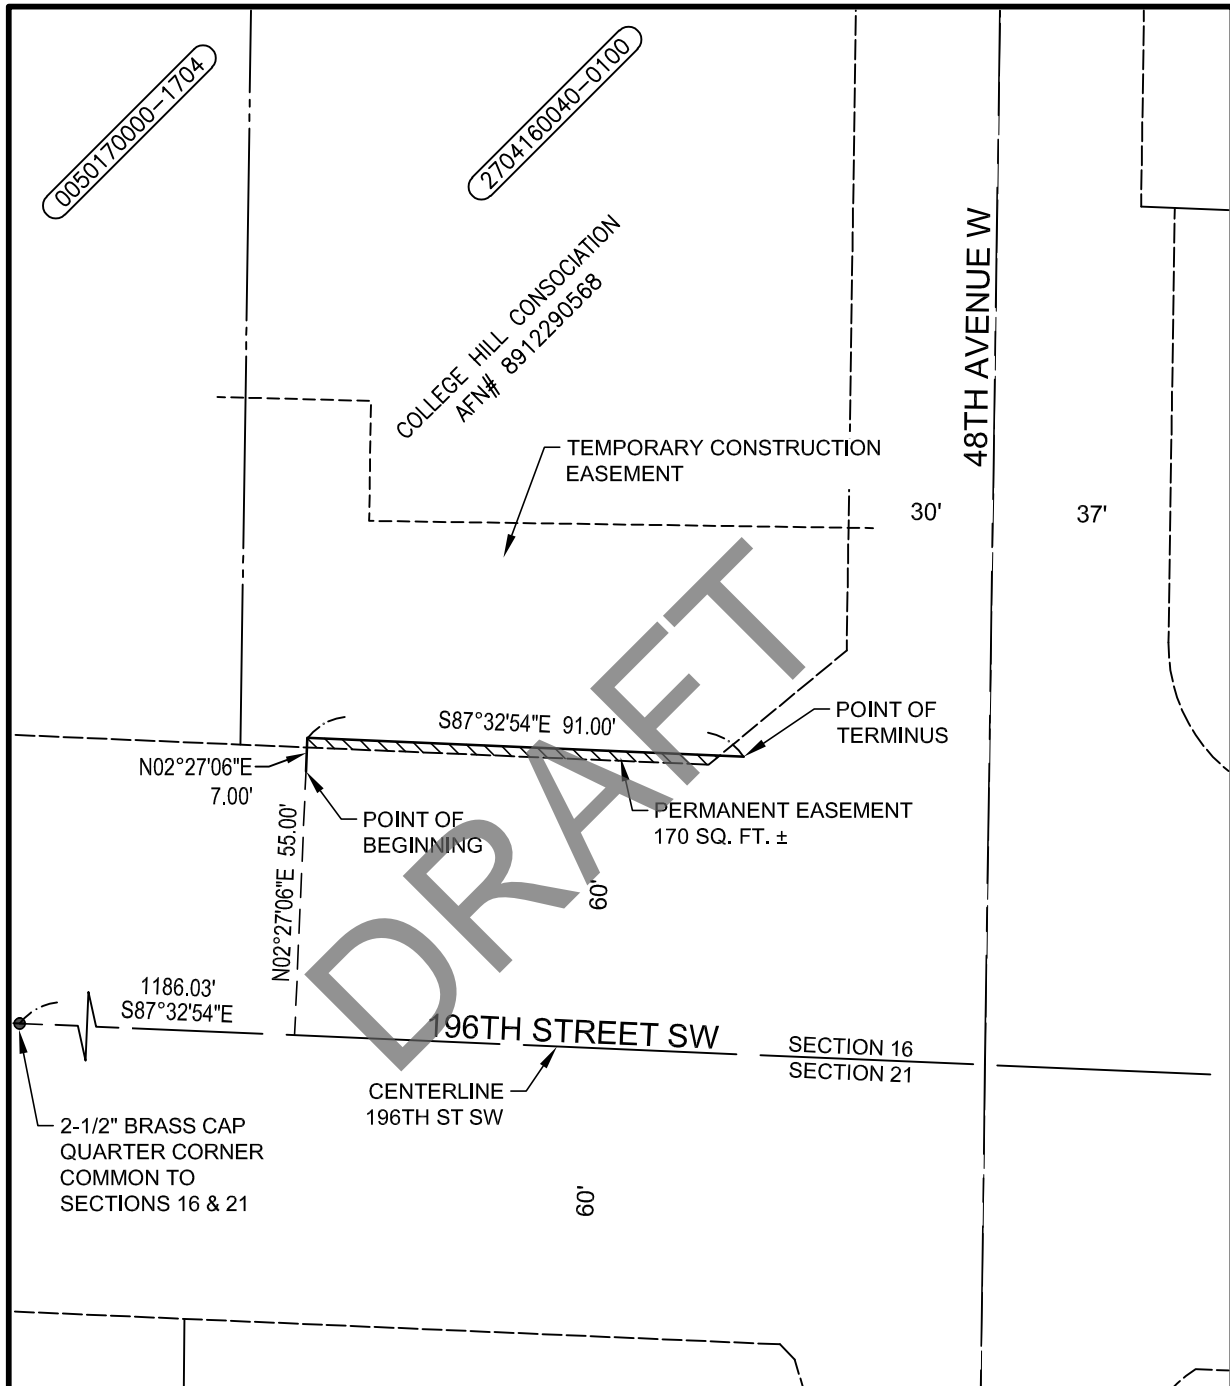 0050170000-1704
2704160040-0100
COLLEGE HILL CONSOCIATION
AFN# 8912290568
48TH AVENUE W
TEMPORARY CONSTRUCTION
EASEMENT
30'
37'
S87°32'54"E 91.00'
POINT OF
TERMINUS
N02°27'06"E
7.00'
POINT OF
BEGINNING
PERMANENT EASEMENT
170 SQ. FT. ±
N02°27'06"E 55.00'
60'
DRAFT
1186.03'
S87°32'54"E
196TH STREET SW
SECTION 16
SECTION 21
CENTERLINE
196TH ST SW
2-1/2" BRASS CAP
QUARTER CORNER
COMMON TO
SECTIONS 16 & 21
60'